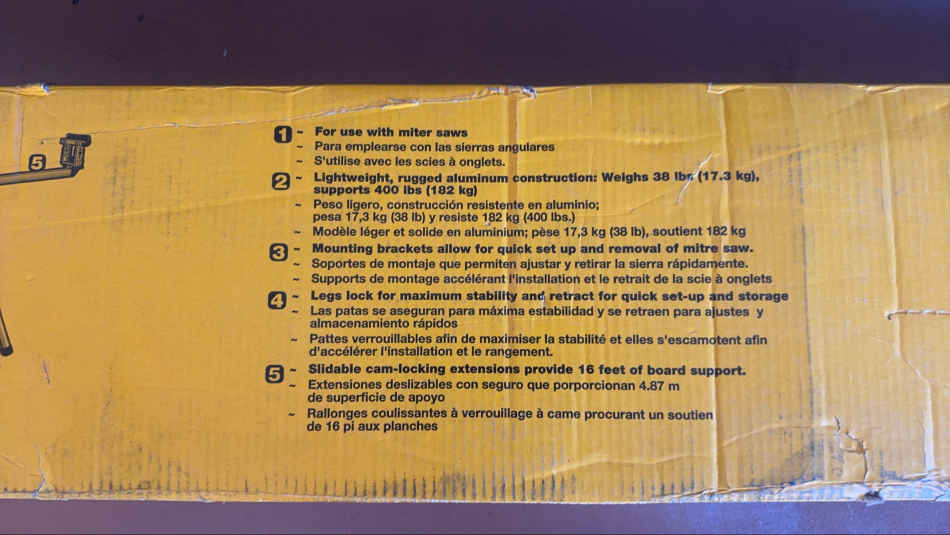 5
1 ~ For use with miter saws
~ Para emplearse con las sierras angulares
~ S'utilise avec les scies à onglets.
2 ~ Lightweight, rugged aluminum construction: Weighs 38 lbs (17.3 kg),
supports 400 lbs (182 kg)
~ Peso ligero, construcción resistente en aluminio;
pesa 17,3 kg (38 lb) y resiste 182 kg (400 lbs.)
~ Modèle léger et solide en aluminium; pèse 17,3 kg (38 lb), soutient 182 kg
3 ~ Mounting brackets allow for quick set up and removal of mitre saw.
~ Soportes de montaje que permiten ajustar y retirar la sierra rápidamente.
~ Supports de montage accélérant l'installation et le retrait de la scie à onglets
4 ~ Legs lock for maximum stability and retract for quick set-up and storage
~ Las patas se aseguran para máxima estabilidad y se retraen para ajustes y
almacenamiento rápidos
~ Pattes verrouillables afin de maximiser la stabilité et elles s'escamotent afin
d'accélérer l'installation et le rangement.
5 ~ Slidable cam-locking extensions provide 16 feet of board support.
~ Extensiones deslizables con seguro que porporcionan 4.87 m
de superficie de apoyo
~ Rallonges coulissantes à verrouillage à came procurant un soutien
de 16 pi aux planches